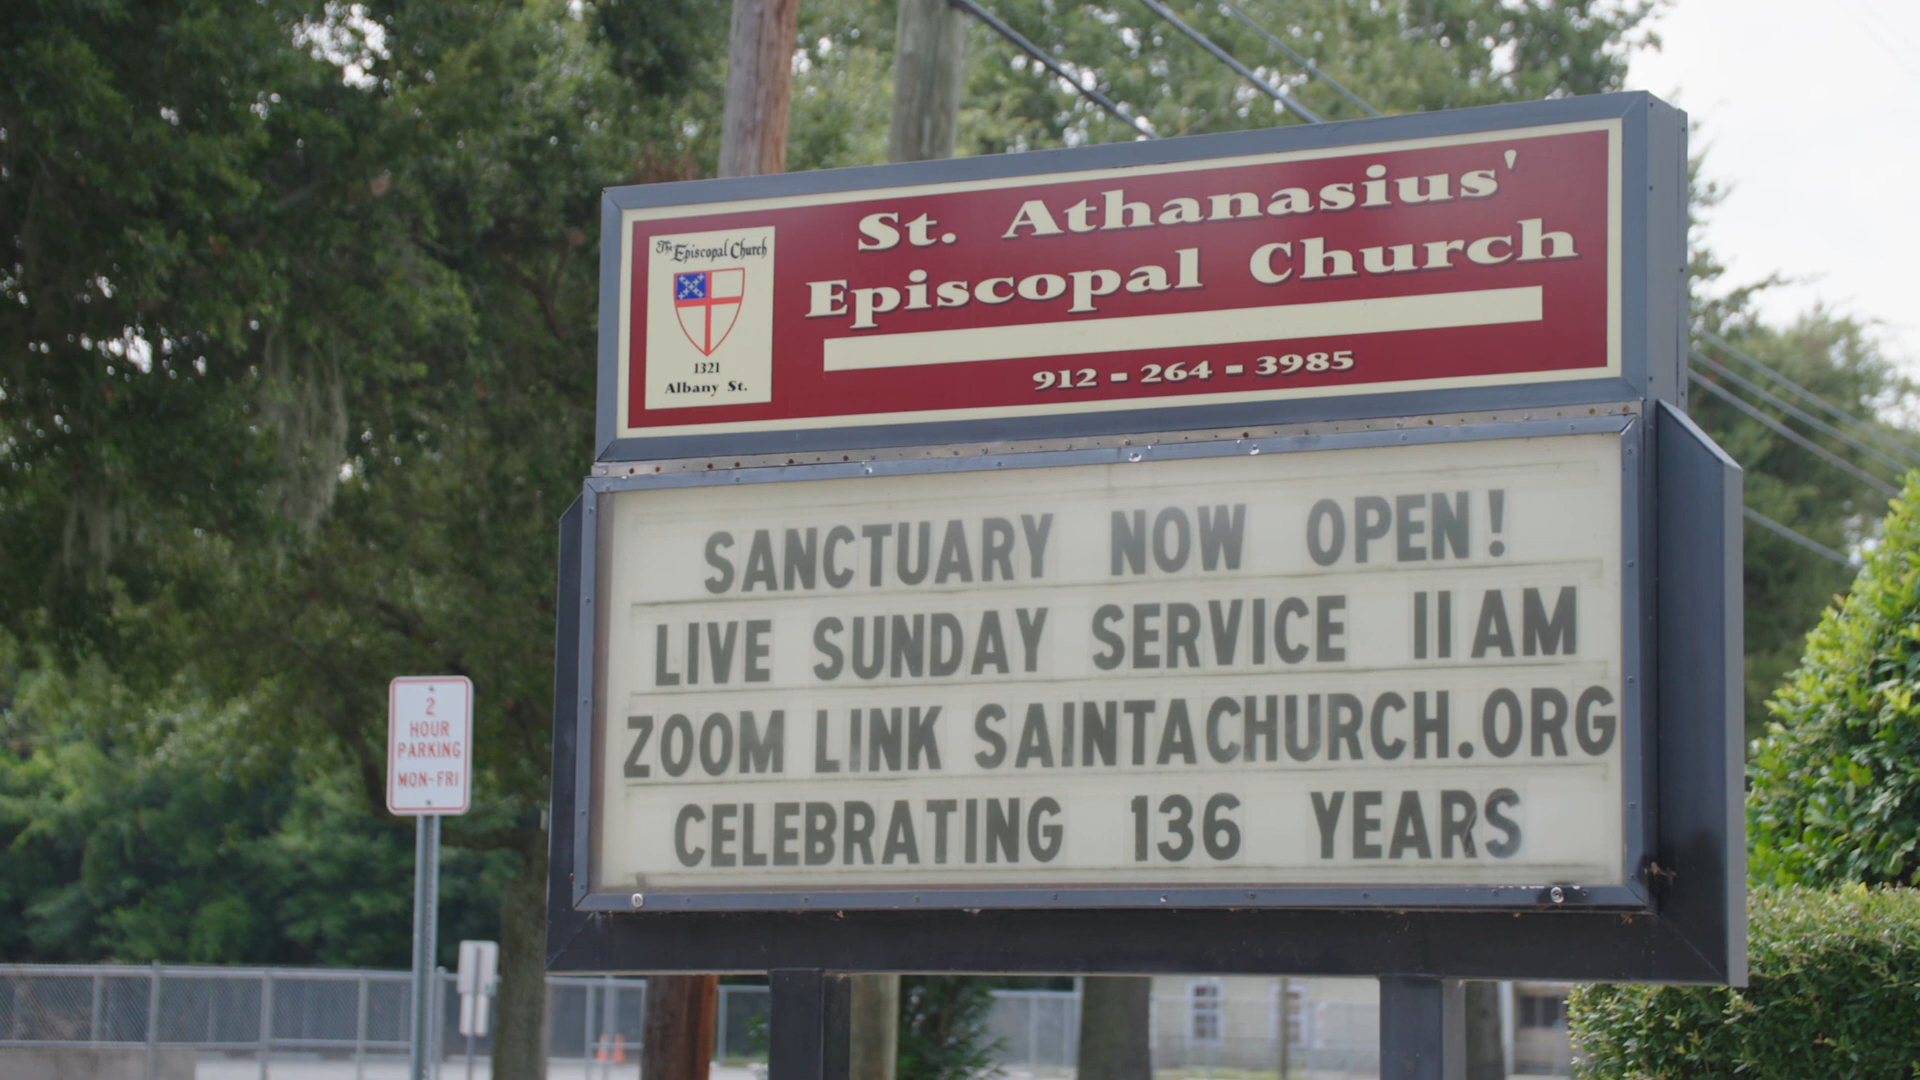 St. Athanasius'
Episcopal Church
912-264-3985
The Episcopal Church
1321
Albany St.
SANCTUARY NOW OPEN!
LIVE SUNDAY SERVICE 11AM
ZOOM LINK SAINTACHURCH.ORG
CELEBRATING 136 YEARS
2
HOUR
PARKING
MON-FRI